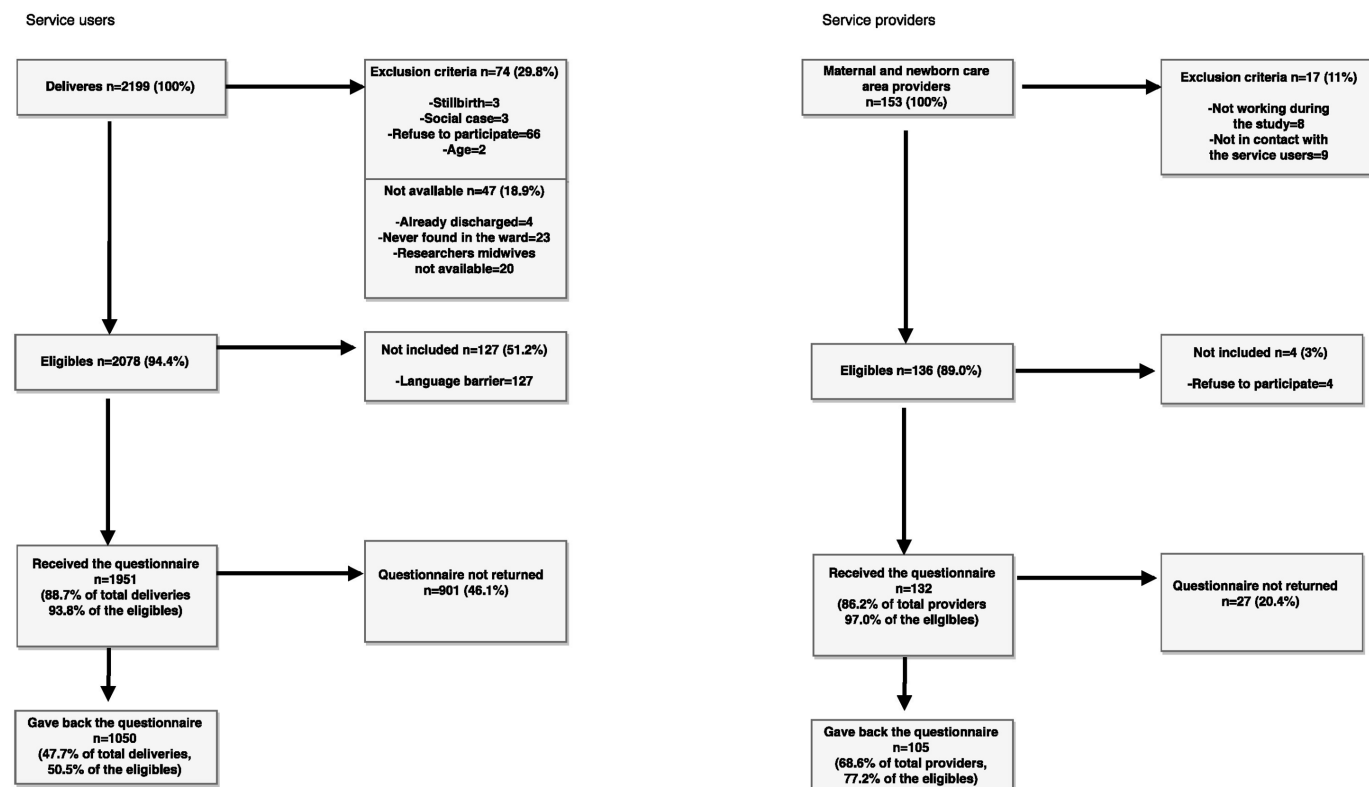 Service users
Deliveres n=2199 (100%)
Exclusion criteria n=74 (29.8%)
-Stillbirth=3
-Social case=3
-Refuse to participate=66
-Age=2
Not available n=47 (18.9%)
-Already discharged=4
-Never found in the ward=23
-Researchers midwives
not available=20
Eligibles n=2078 (94.4%)
Not included n=127 (51.2%)
-Language barrier=127
Received the questionnaire
n=1951
(88.7% of total deliveries
93.8% of the eligibles)
Questionnaire not returned
n=901 (46.1%)
Gave back the questionnaire
n=1050
(47.7% of total deliveries,
50.5% of the eligibles)
Service providers
Maternal and newborn care
area providers
n=153 (100%)
Exclusion criteria n=17 (11%)
-Not working during
the study=8
-Not in contact with
the service users=9
Eligibles n=136 (89.0%)
Not included n=4 (3%)
-Refuse to participate=4
Received the questionnaire
n=132
(86.2% of total providers
97.0% of the eligibles)
Questionnaire not returned
n=27 (20.4%)
Gave back the questionnaire
n=105
(68.6% of total providers,
77.2% of the eligibles)